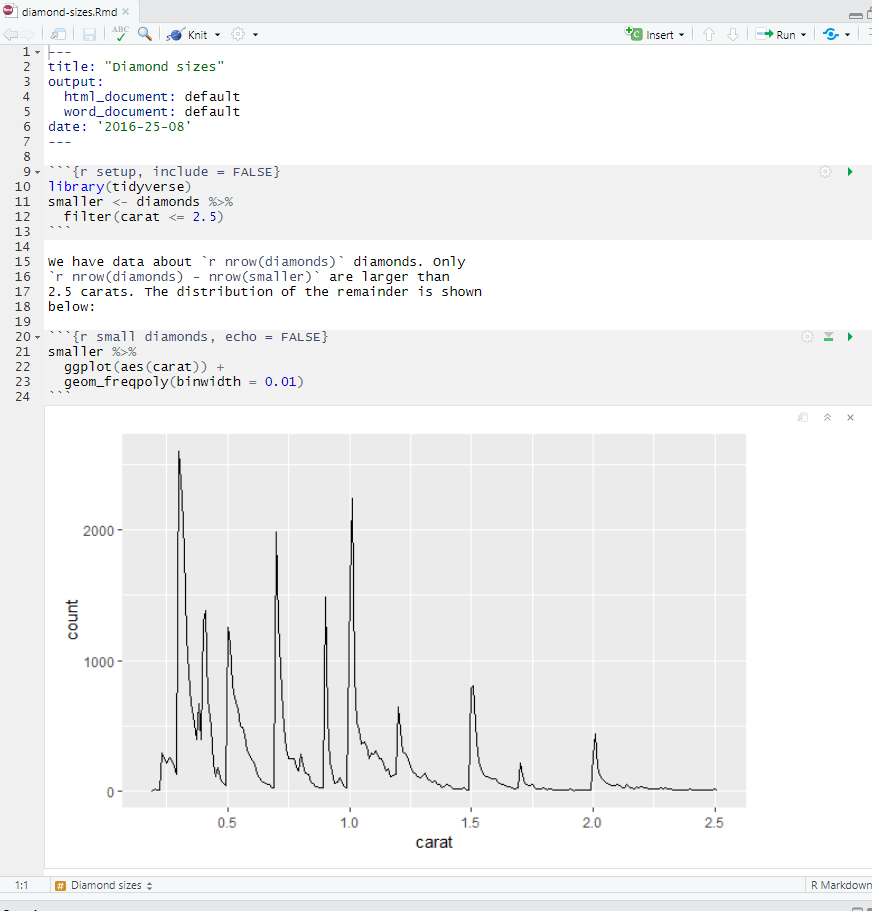 diamond-sizes.Rmd
ABC Knit Insert Run
1 ---
2 title: "Diamond sizes"
3 output:
4 html_document: default
5 word_document: default
6 date: '2016-25-08'
7 ---
8
9 ```{r setup, include = FALSE}
10 library(tidyverse)
11 smaller <- diamonds %>%
12 filter(carat <= 2.5)
13 ```
14
15 We have data about `r nrow(diamonds)` diamonds. Only
16 `r nrow(diamonds) - nrow(smaller)` are larger than
17 2.5 carats. The distribution of the remainder is shown
18 below:
19
20 ```{r small diamonds, echo = FALSE}
21 smaller %>%
22 ggplot(aes(carat)) +
23 geom_freqpoly(binwidth = 0.01)
24 ```
2000
1000
0
count
0.5 1.0 1.5 2.0 2.5
carat
1:1 # Diamond sizes R Markdown